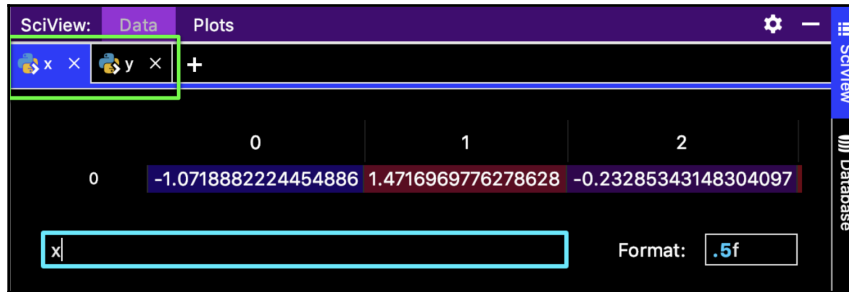 SciView: Data Plots
x × y × +
0 1 2
0 -1.0718882224454886 1.4716969776278628 -0.23285343148304097
x Format: .5f
SciView
Database